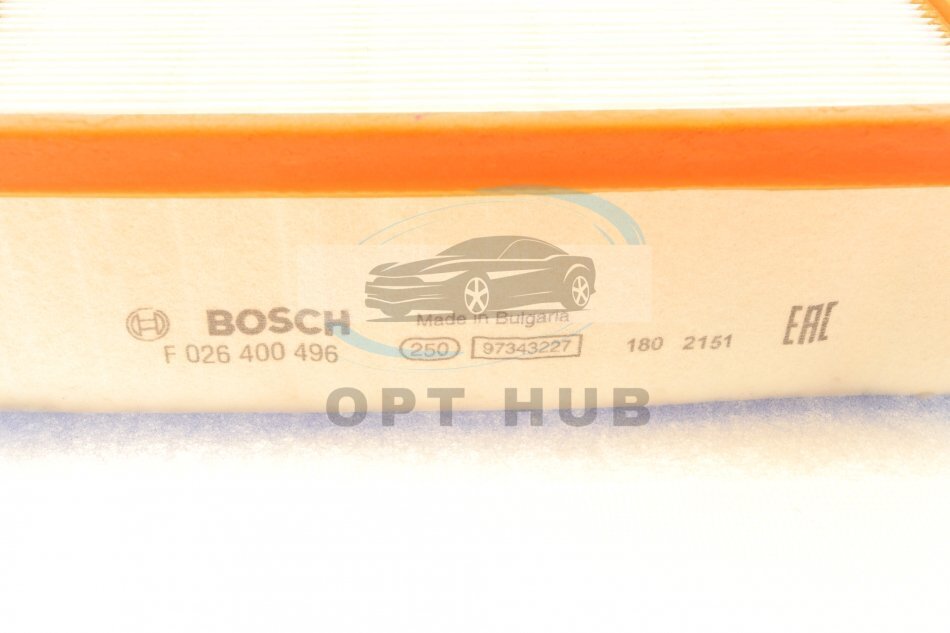 BOSCH
Made in Bulgaria
F 026 400 496 250 97343227 180 2151 EAC
OPT HUB